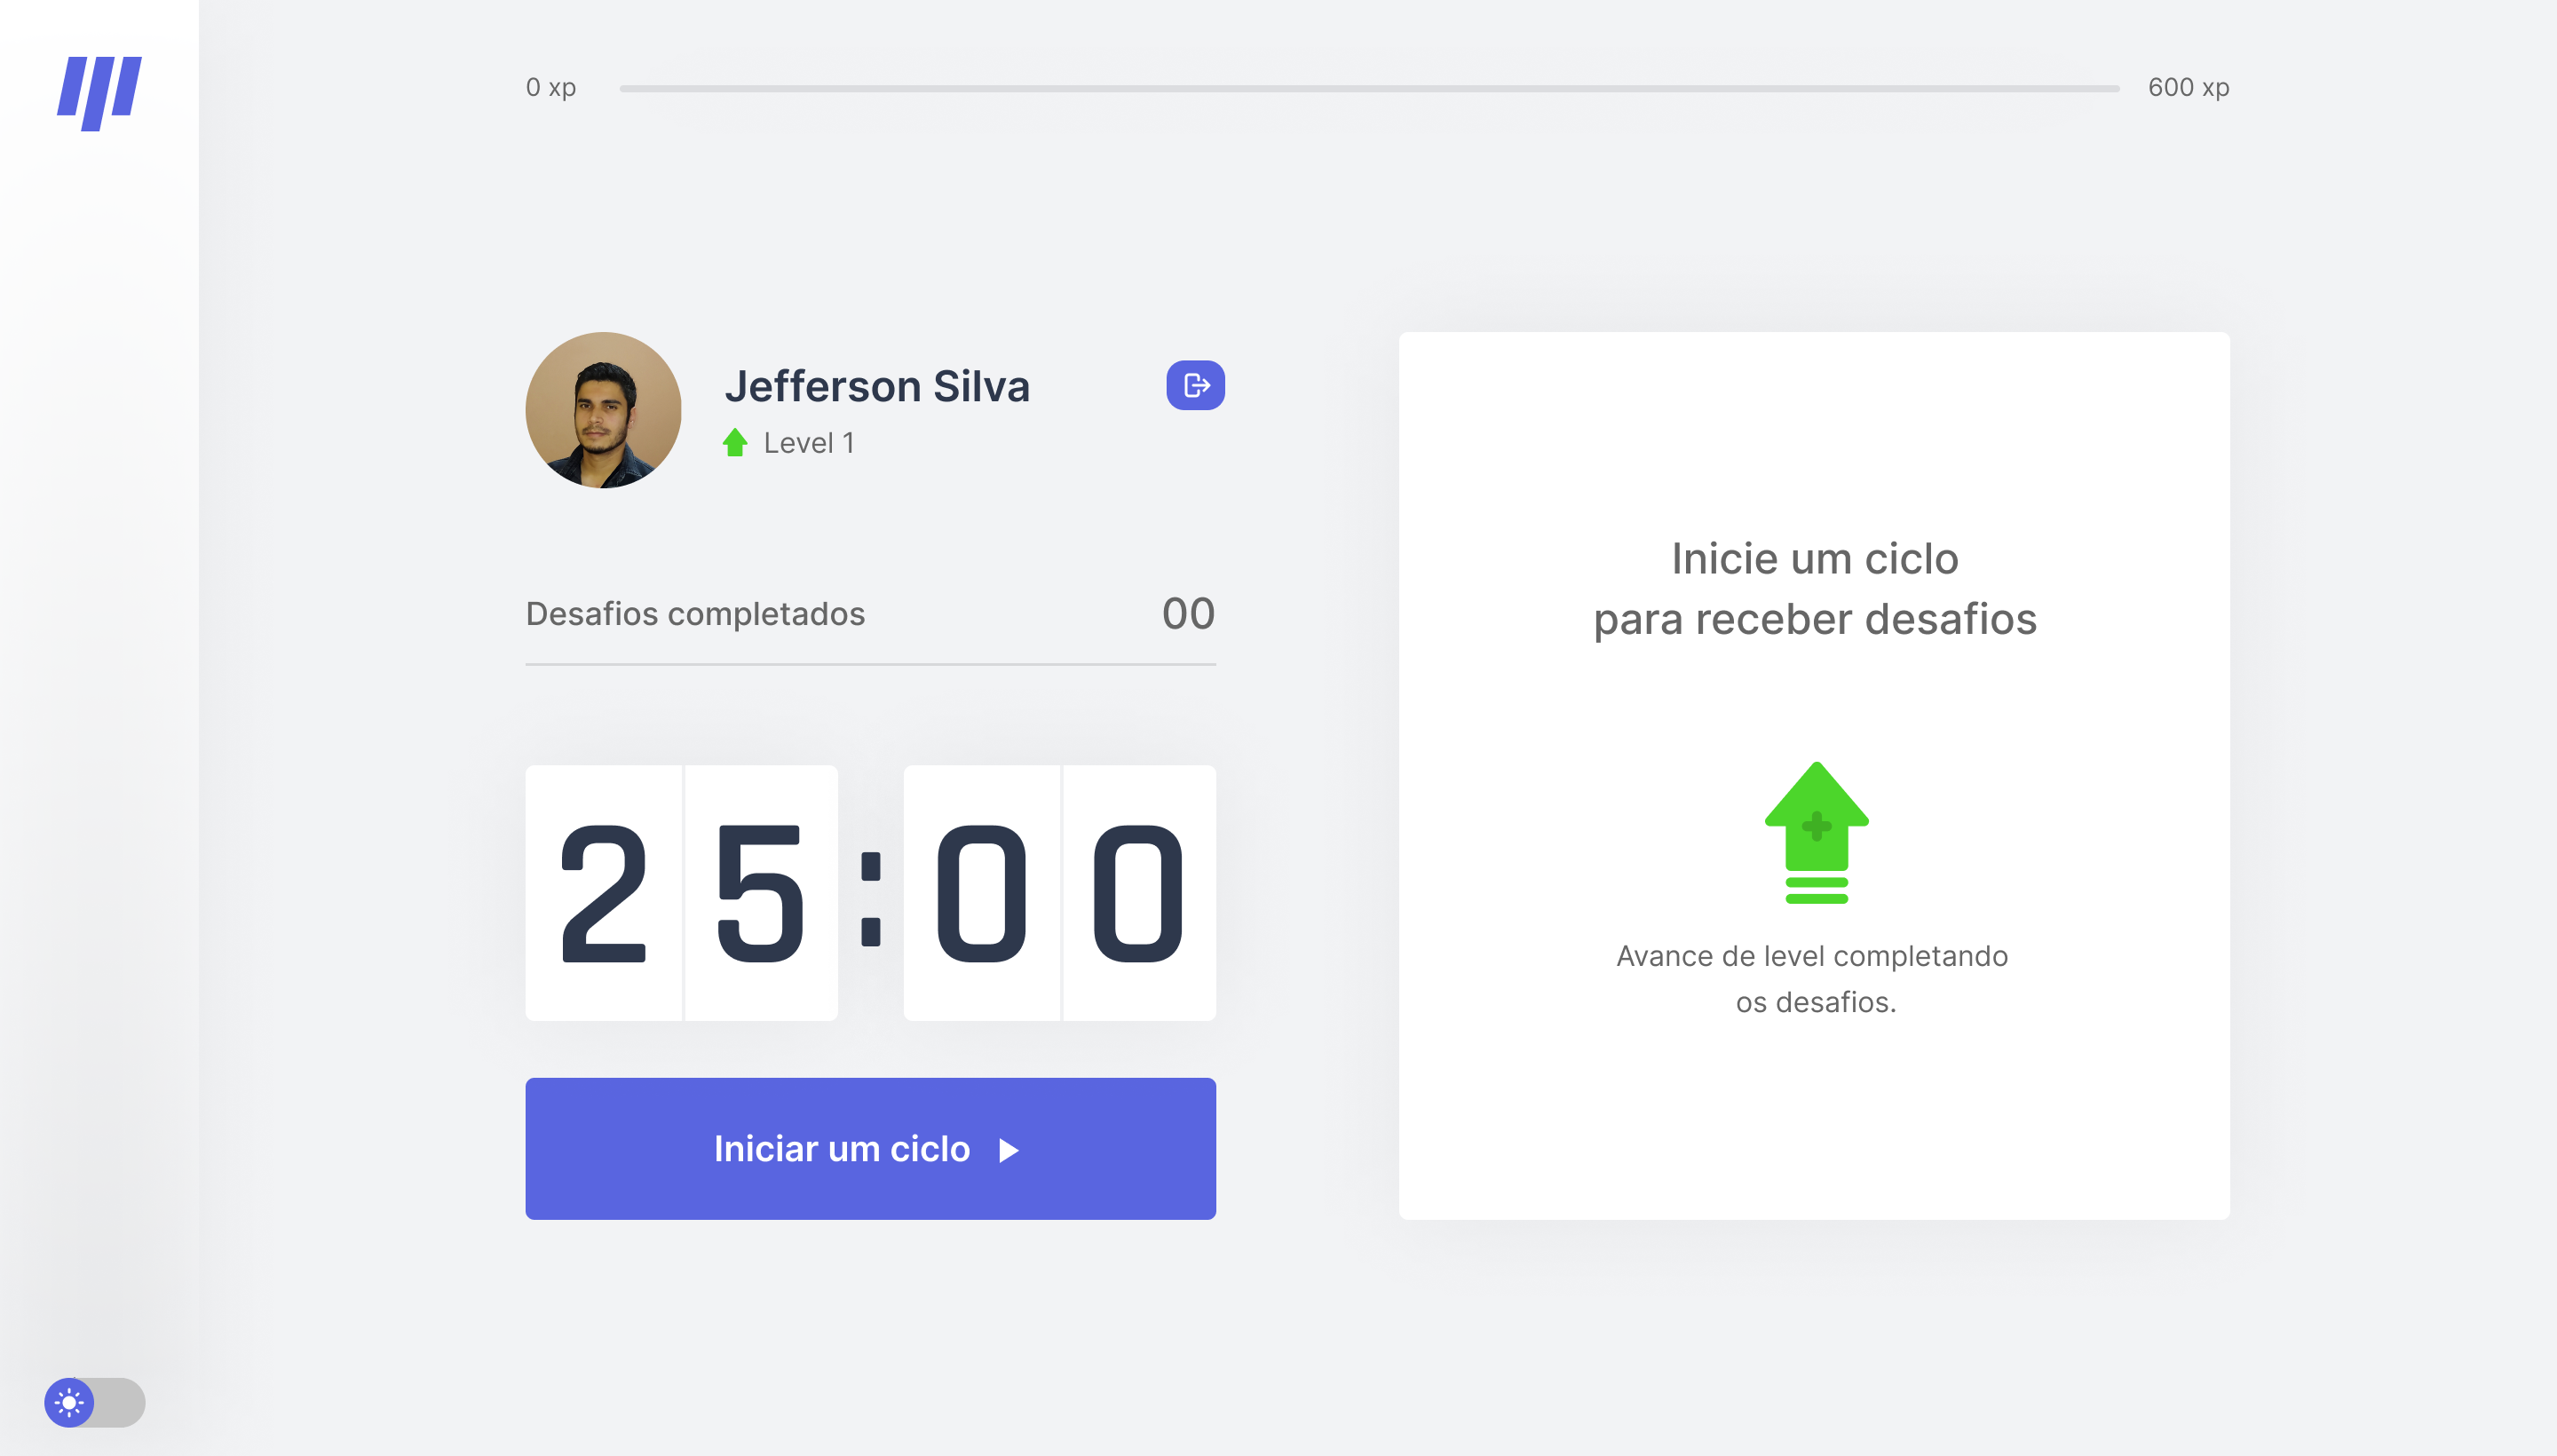 0 xp
600 xp
Jefferson Silva
Level 1
Desafios completados 00
25:00
Iniciar um ciclo
Inicie um ciclo
para receber desafios
Avance de level completando
os desafios.